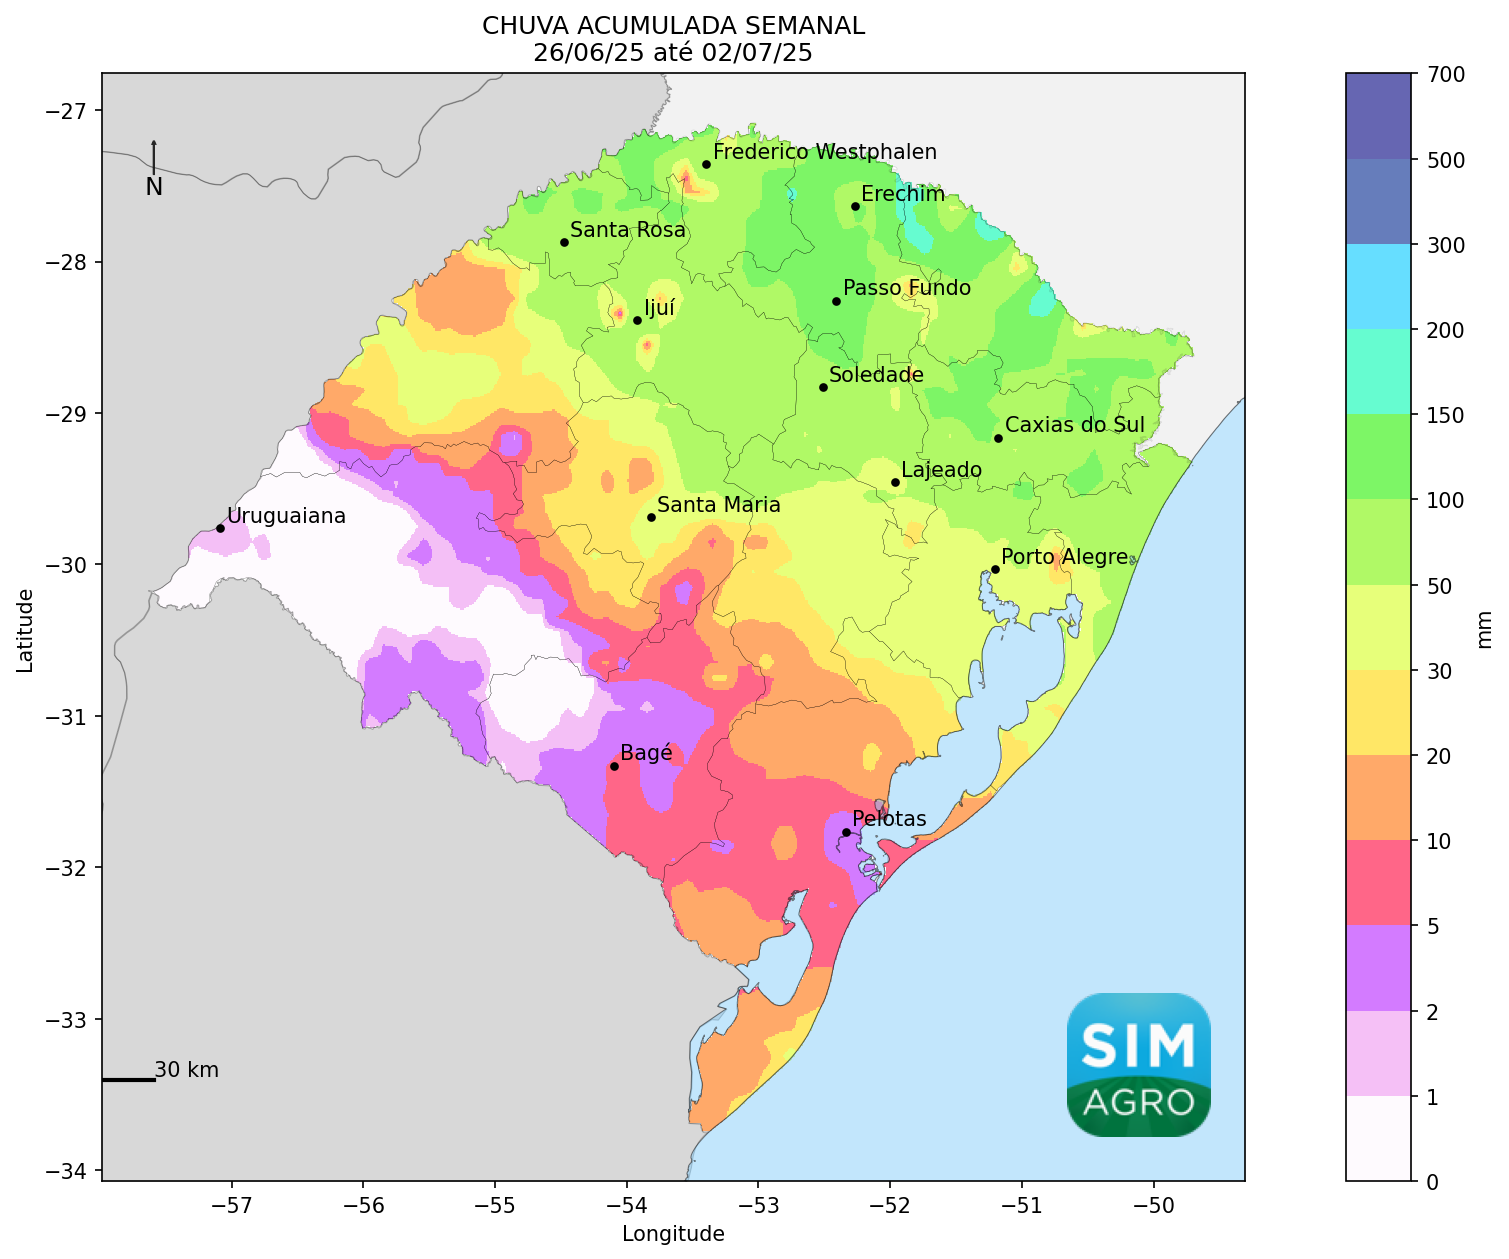 CHUVA ACUMULADA SEMANAL
26/06/25 até 02/07/25
−27
−28
−29
−30
−31
−32
−33
−34
Latitude
N
Frederico Westphalen
Erechim
Santa Rosa
Passo Fundo
Ijuí
Soledade
Caxias do Sul
Lajeado
Santa Maria
Uruguaiana
Porto Alegre
Bagé
Pelotas
30 km
SIM
AGRO
−57
−56
−55
−54
−53
−52
−51
−50
Longitude
700
500
300
200
150
100
50
30
20
10
5
2
1
0
mm